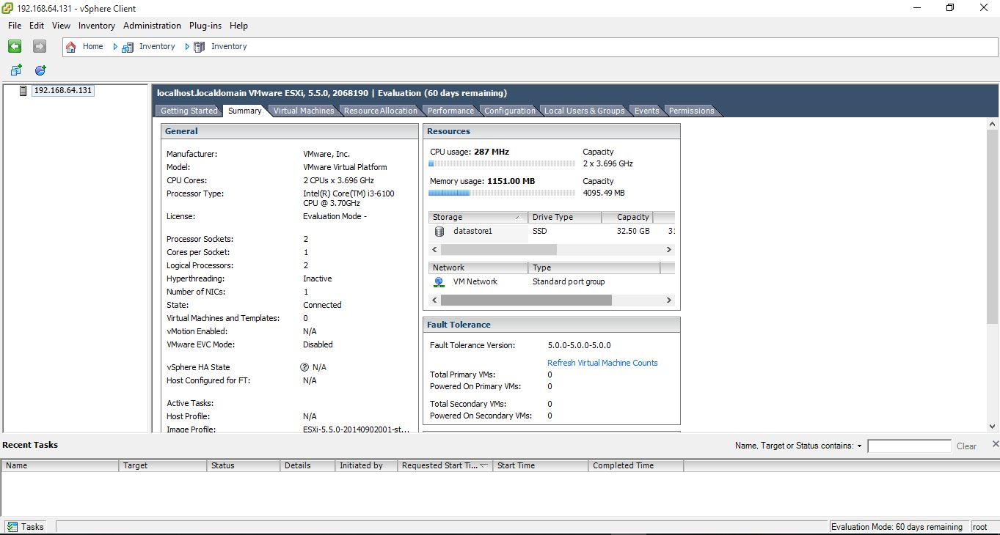 192.168.64.131 - vSphere Client
File Edit View Inventory Administration Plug-ins Help
Home Inventory Inventory
192.168.64.131
localhost.localdomain VMware ESXi, 5.5.0, 2068190 | Evaluation (60 days remaining)
Getting Started Summary Virtual Machines Resource Allocation Performance Configuration Local Users & Groups Events Permissions
General
Manufacturer: VMware, Inc.
Model: VMware Virtual Platform
CPU Cores: 2 CPUs x 3.696 GHz
Processor Type: Intel(R) Core(TM) i3-6100
CPU @ 3.70GHz
License: Evaluation Mode -
Processor Sockets: 2
Cores per Socket: 1
Logical Processors: 2
Hyperthreading: Inactive
Number of NICs: 1
State: Connected
Virtual Machines and Templates: 0
vMotion Enabled: N/A
VMware EVC Mode: Disabled
vSphere HA State N/A
Host Configured for FT: N/A
Active Tasks:
Host Profile: N/A
Image Profile: ESXi-5.5.0-20140902001-st...
Resources
CPU usage: 287 MHz Capacity
2 x 3.696 GHz
Memory usage: 1151.00 MB Capacity
4095.49 MB
Storage Drive Type Capacity
datastore1 SSD 32.50 GB 31
Network Type
VM Network Standard port group
Fault Tolerance
Fault Tolerance Version: 5.0.0-5.0.0-5.0.0
Refresh Virtual Machine Counts
Total Primary VMs: 0
Powered On Primary VMs: 0
Total Secondary VMs: 0
Powered On Secondary VMs: 0
Recent Tasks
Name, Target or Status contains: Clear
Name Target Status Details Initiated by Requested Start Ti... Start Time Completed Time
Tasks Evaluation Mode: 60 days remaining root